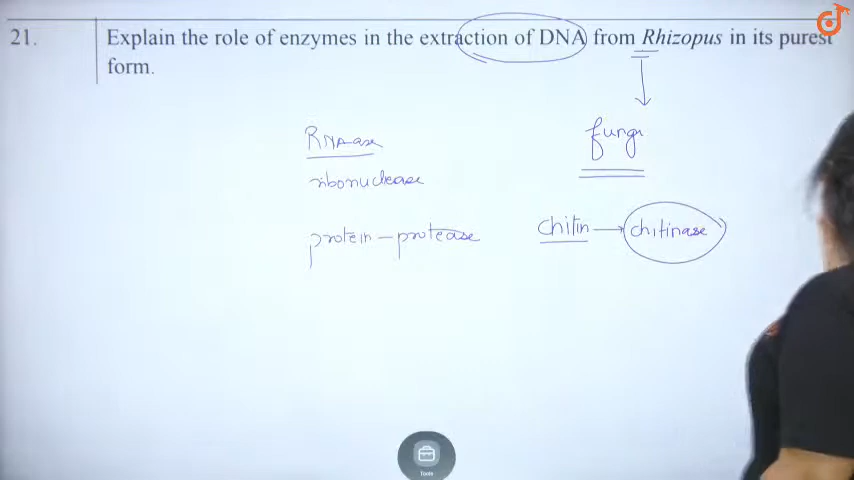 21. Explain the role of enzymes in the extraction of DNA from Rhizopus in its purest
form.
RNAase
fungi
ribonuclease
protein - protease
chitin → chitinase
Tools